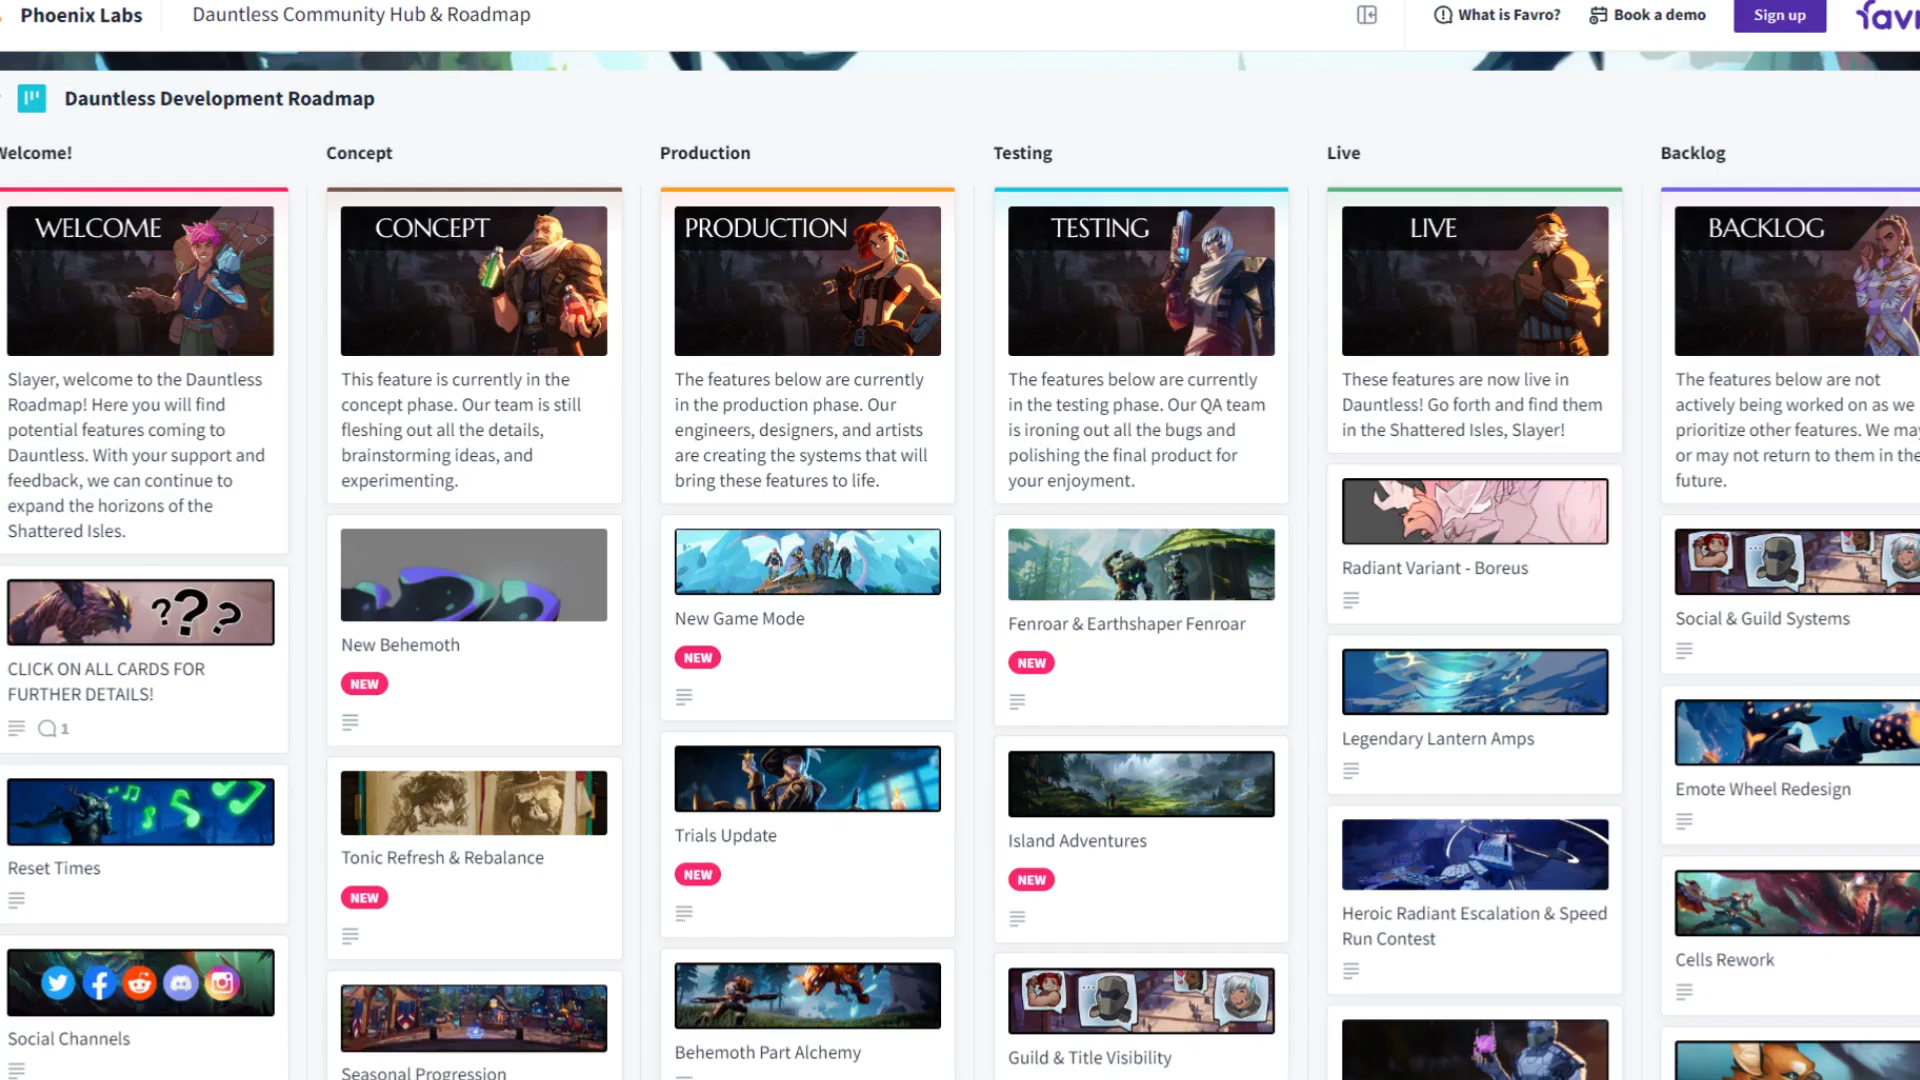 Phoenix Labs
Dauntless Community Hub & Roadmap
What is Favro?
Book a demo
Sign up
Dauntless Development Roadmap
Welcome!
WELCOME
Slayer, welcome to the Dauntless
Roadmap! Here you will find
potential features coming to
Dauntless. With your support and
feedback, we can continue to
expand the horizons of the
Shattered Isles.
???
CLICK ON ALL CARDS FOR
FURTHER DETAILS!
1
Reset Times
Social Channels
Concept
CONCEPT
This feature is currently in the
concept phase. Our team is still
fleshing out all the details,
brainstorming ideas, and
experimenting.
New Behemoth
NEW
Tonic Refresh & Rebalance
NEW
Seasonal Progression
Production
PRODUCTION
The features below are currently
in the production phase. Our
engineers, designers, and artists
are creating the systems that will
bring these features to life.
New Game Mode
NEW
Trials Update
NEW
Behemoth Part Alchemy
Testing
TESTING
The features below are currently
in the testing phase. Our QA team
is ironing out all the bugs and
polishing the final product for
your enjoyment.
Fenroar & Earthshaper Fenroar
NEW
Island Adventures
NEW
Guild & Title Visibility
Live
LIVE
These features are now live in
Dauntless! Go forth and find them
in the Shattered Isles, Slayer!
Radiant Variant - Boreus
Legendary Lantern Amps
Heroic Radiant Escalation & Speed
Run Contest
Backlog
BACKLOG
The features below are not
actively being worked on as we
prioritize other features. We may
or may not return to them in the
future.
Social & Guild Systems
Emote Wheel Redesign
Cells Rework